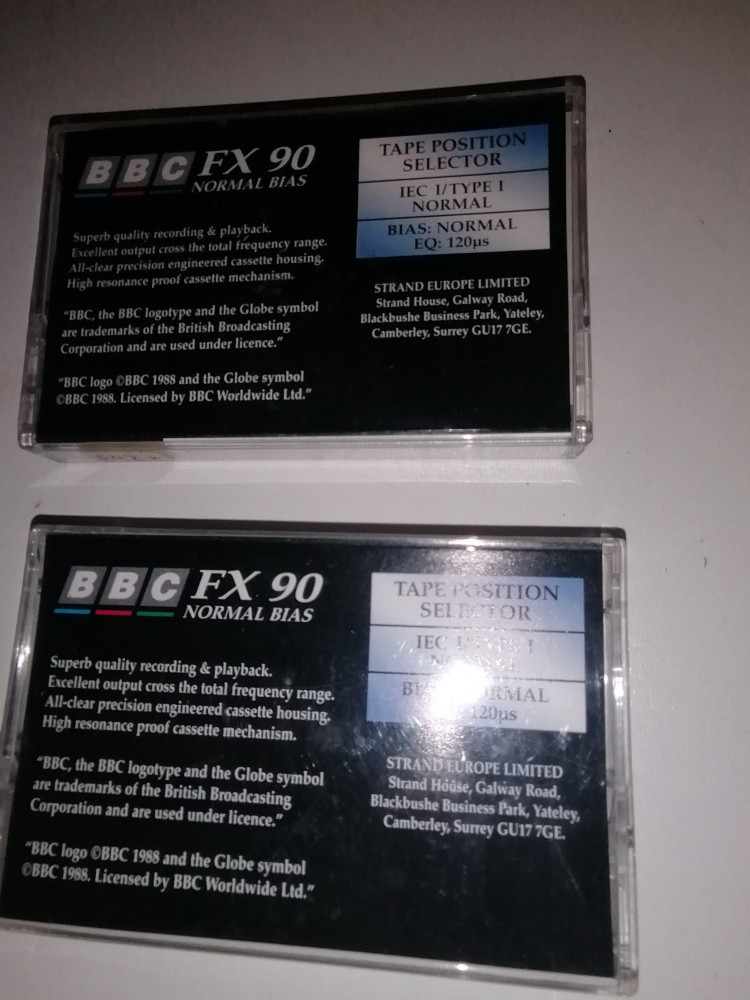 BBC FX 90
NORMAL BIAS
Superb quality recording & playback.
Excellent output cross the total frequency range.
All-clear precision engineered cassette housing.
High resonance proof cassette mechanism.
"BBC, the BBC logotype and the Globe symbol
are trademarks of the British Broadcasting
Corporation and are used under licence."
"BBC logo ©BBC 1988 and the Globe symbol
©BBC 1988. Licensed by BBC Worldwide Ltd."
TAPE POSITION
SELECTOR
IEC I/TYPE I
NORMAL
BIAS: NORMAL
EQ: 120µs
STRAND EUROPE LIMITED
Strand House, Galway Road,
Blackbushe Business Park, Yateley,
Camberley, Surrey GU17 7GE.
BBC FX 90
NORMAL BIAS
Superb quality recording & playback.
Excellent output cross the total frequency range.
All-clear precision engineered cassette housing.
High resonance proof cassette mechanism.
"BBC, the BBC logotype and the Globe symbol
are trademarks of the British Broadcasting
Corporation and are used under licence."
"BBC logo ©BBC 1988 and the Globe symbol
©BBC 1988. Licensed by BBC Worldwide Ltd."
TAPE POSITION
SELECTOR
IEC I/TYPE I
NORMAL
BIAS: NORMAL
120µs
STRAND EUROPE LIMITED
Strand House, Galway Road,
Blackbushe Business Park, Yateley,
Camberley, Surrey GU17 7GE.